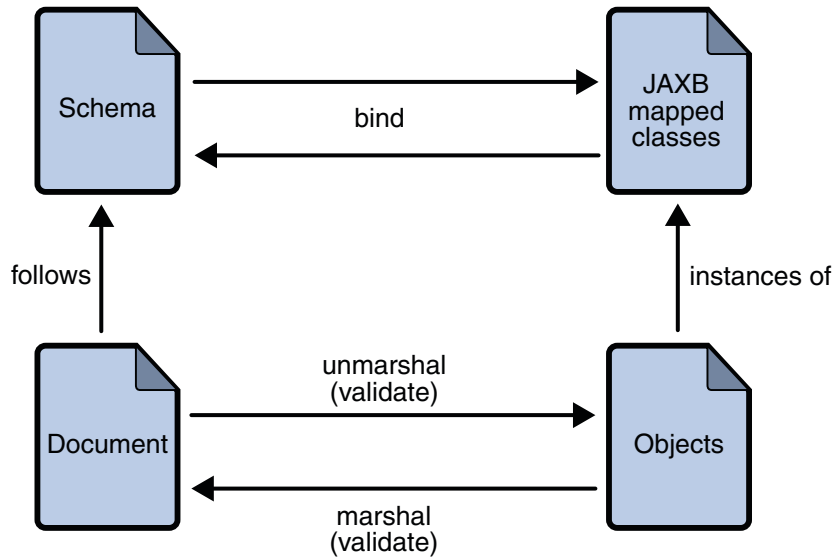 Schema
bind
JAXB
mapped
classes
follows
instances of
unmarshal
(validate)
Document
Objects
marshal
(validate)